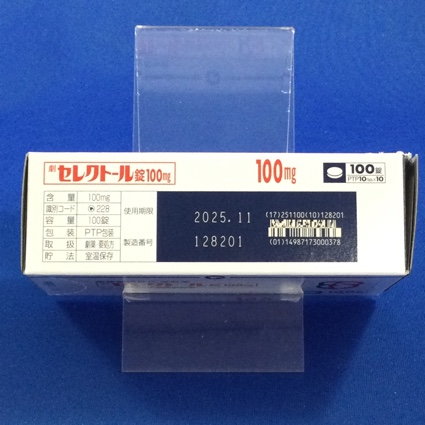 劇 セレクトール錠100mg
100mg
100錠
PTP10錠×10
含 量 100mg
識別コード 228
容 量 100錠
包 装 PTP包装
取 扱 劇薬 要処方
貯 法 室温保存
使用期限 2025.11
製造番号 128201
(17)251100(10)128201
(01)14987173000378